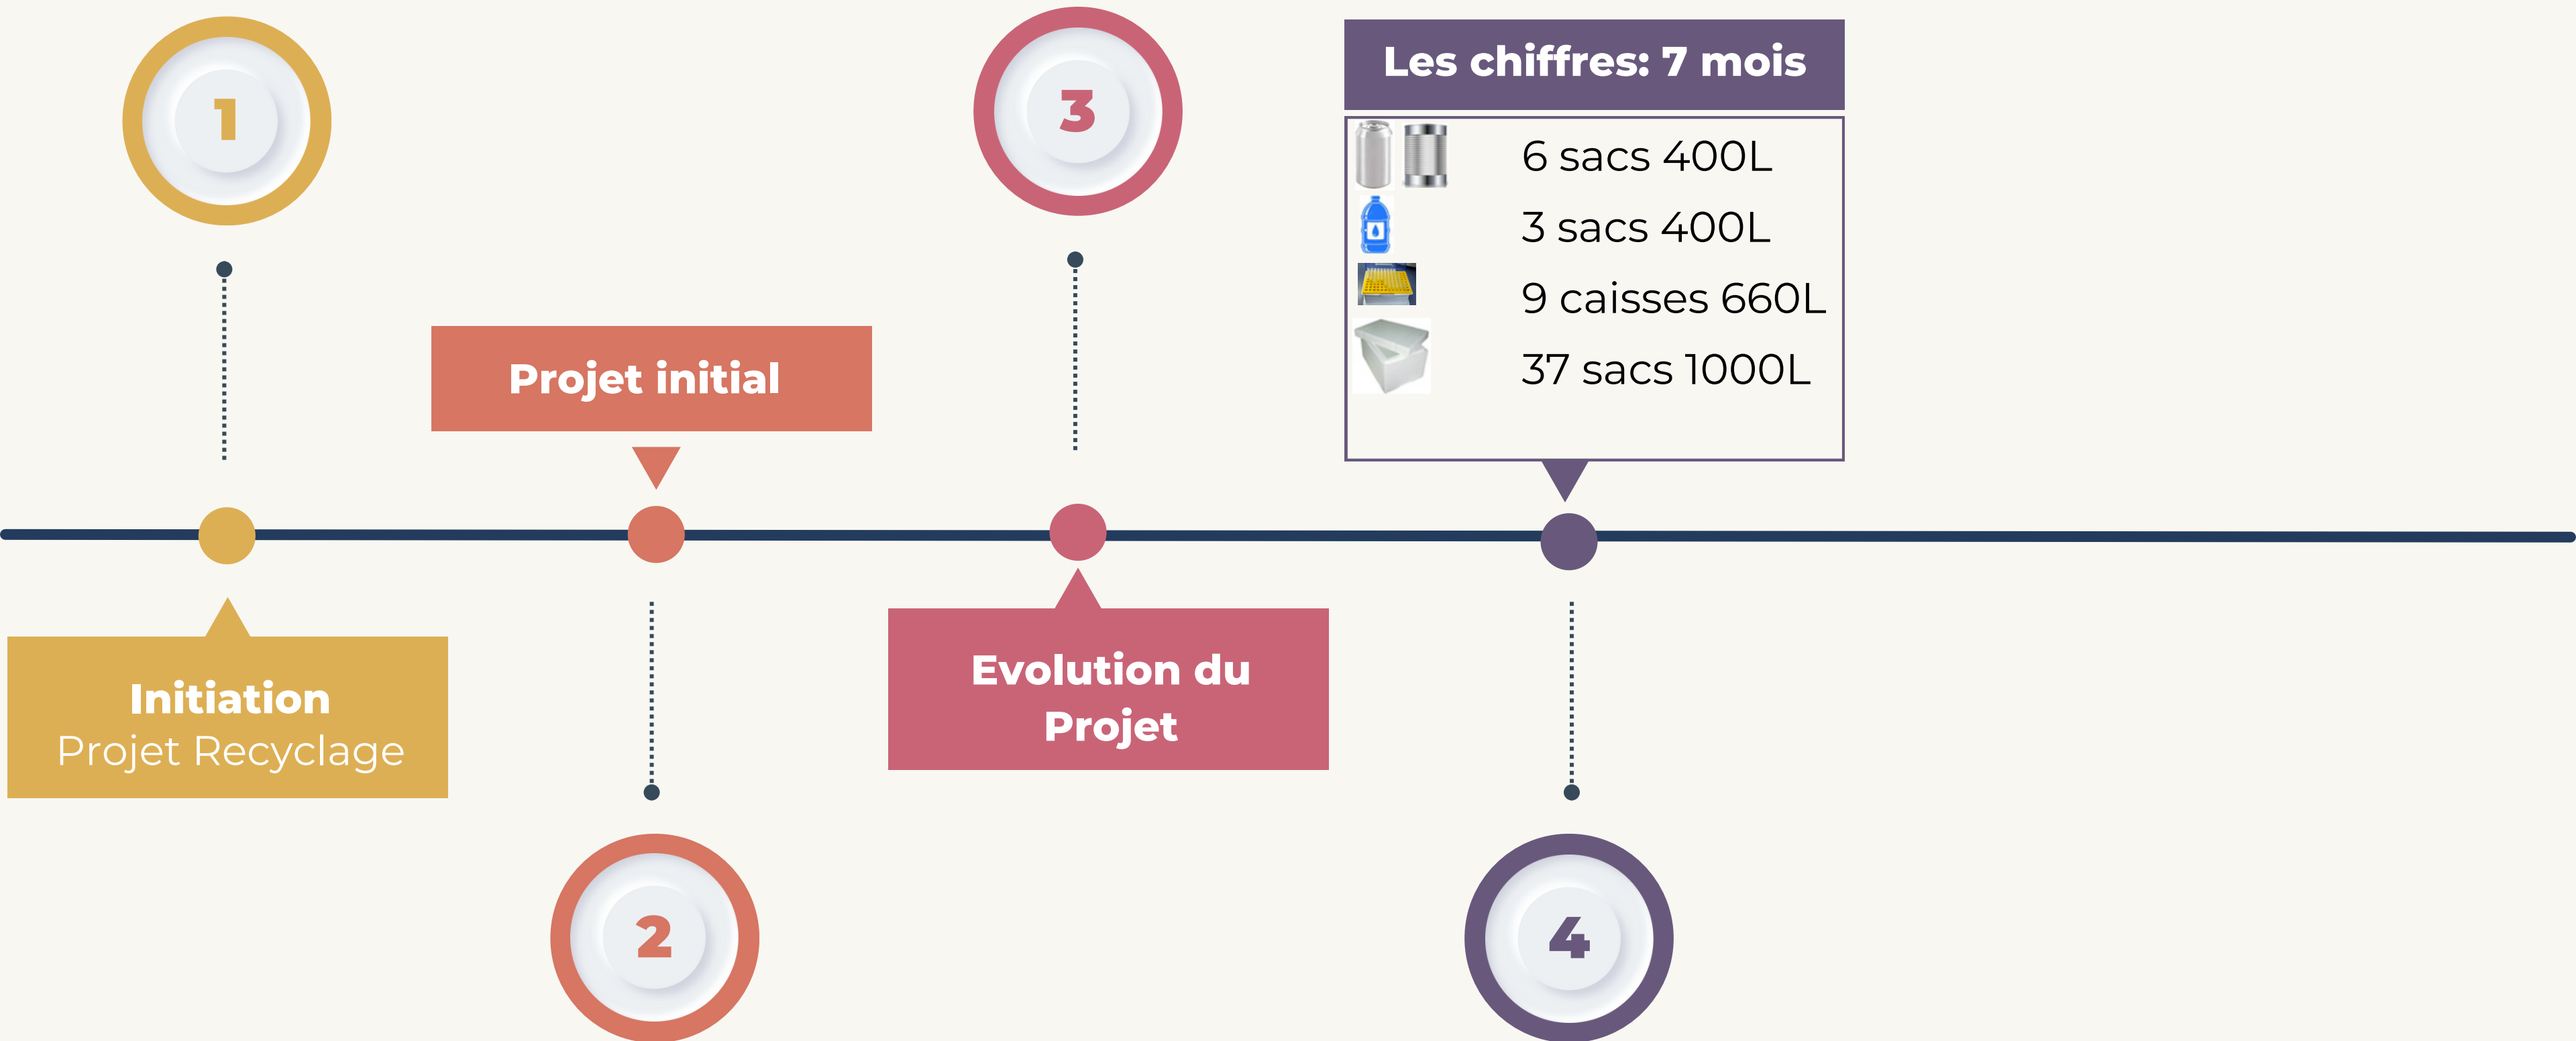 1
Initiation
Projet Recyclage
Projet initial
2
3
Evolution du
Projet
Les chiffres: 7 mois
6 sacs 400L
3 sacs 400L
9 caisses 660L
37 sacs 1000L
4